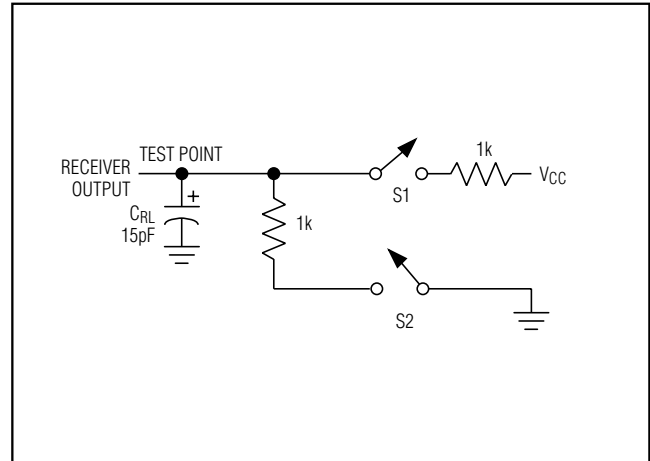 TEST POINT
RECEIVER
OUTPUT
+
CRL
15pF
1k
S1
1k
VCC
S2